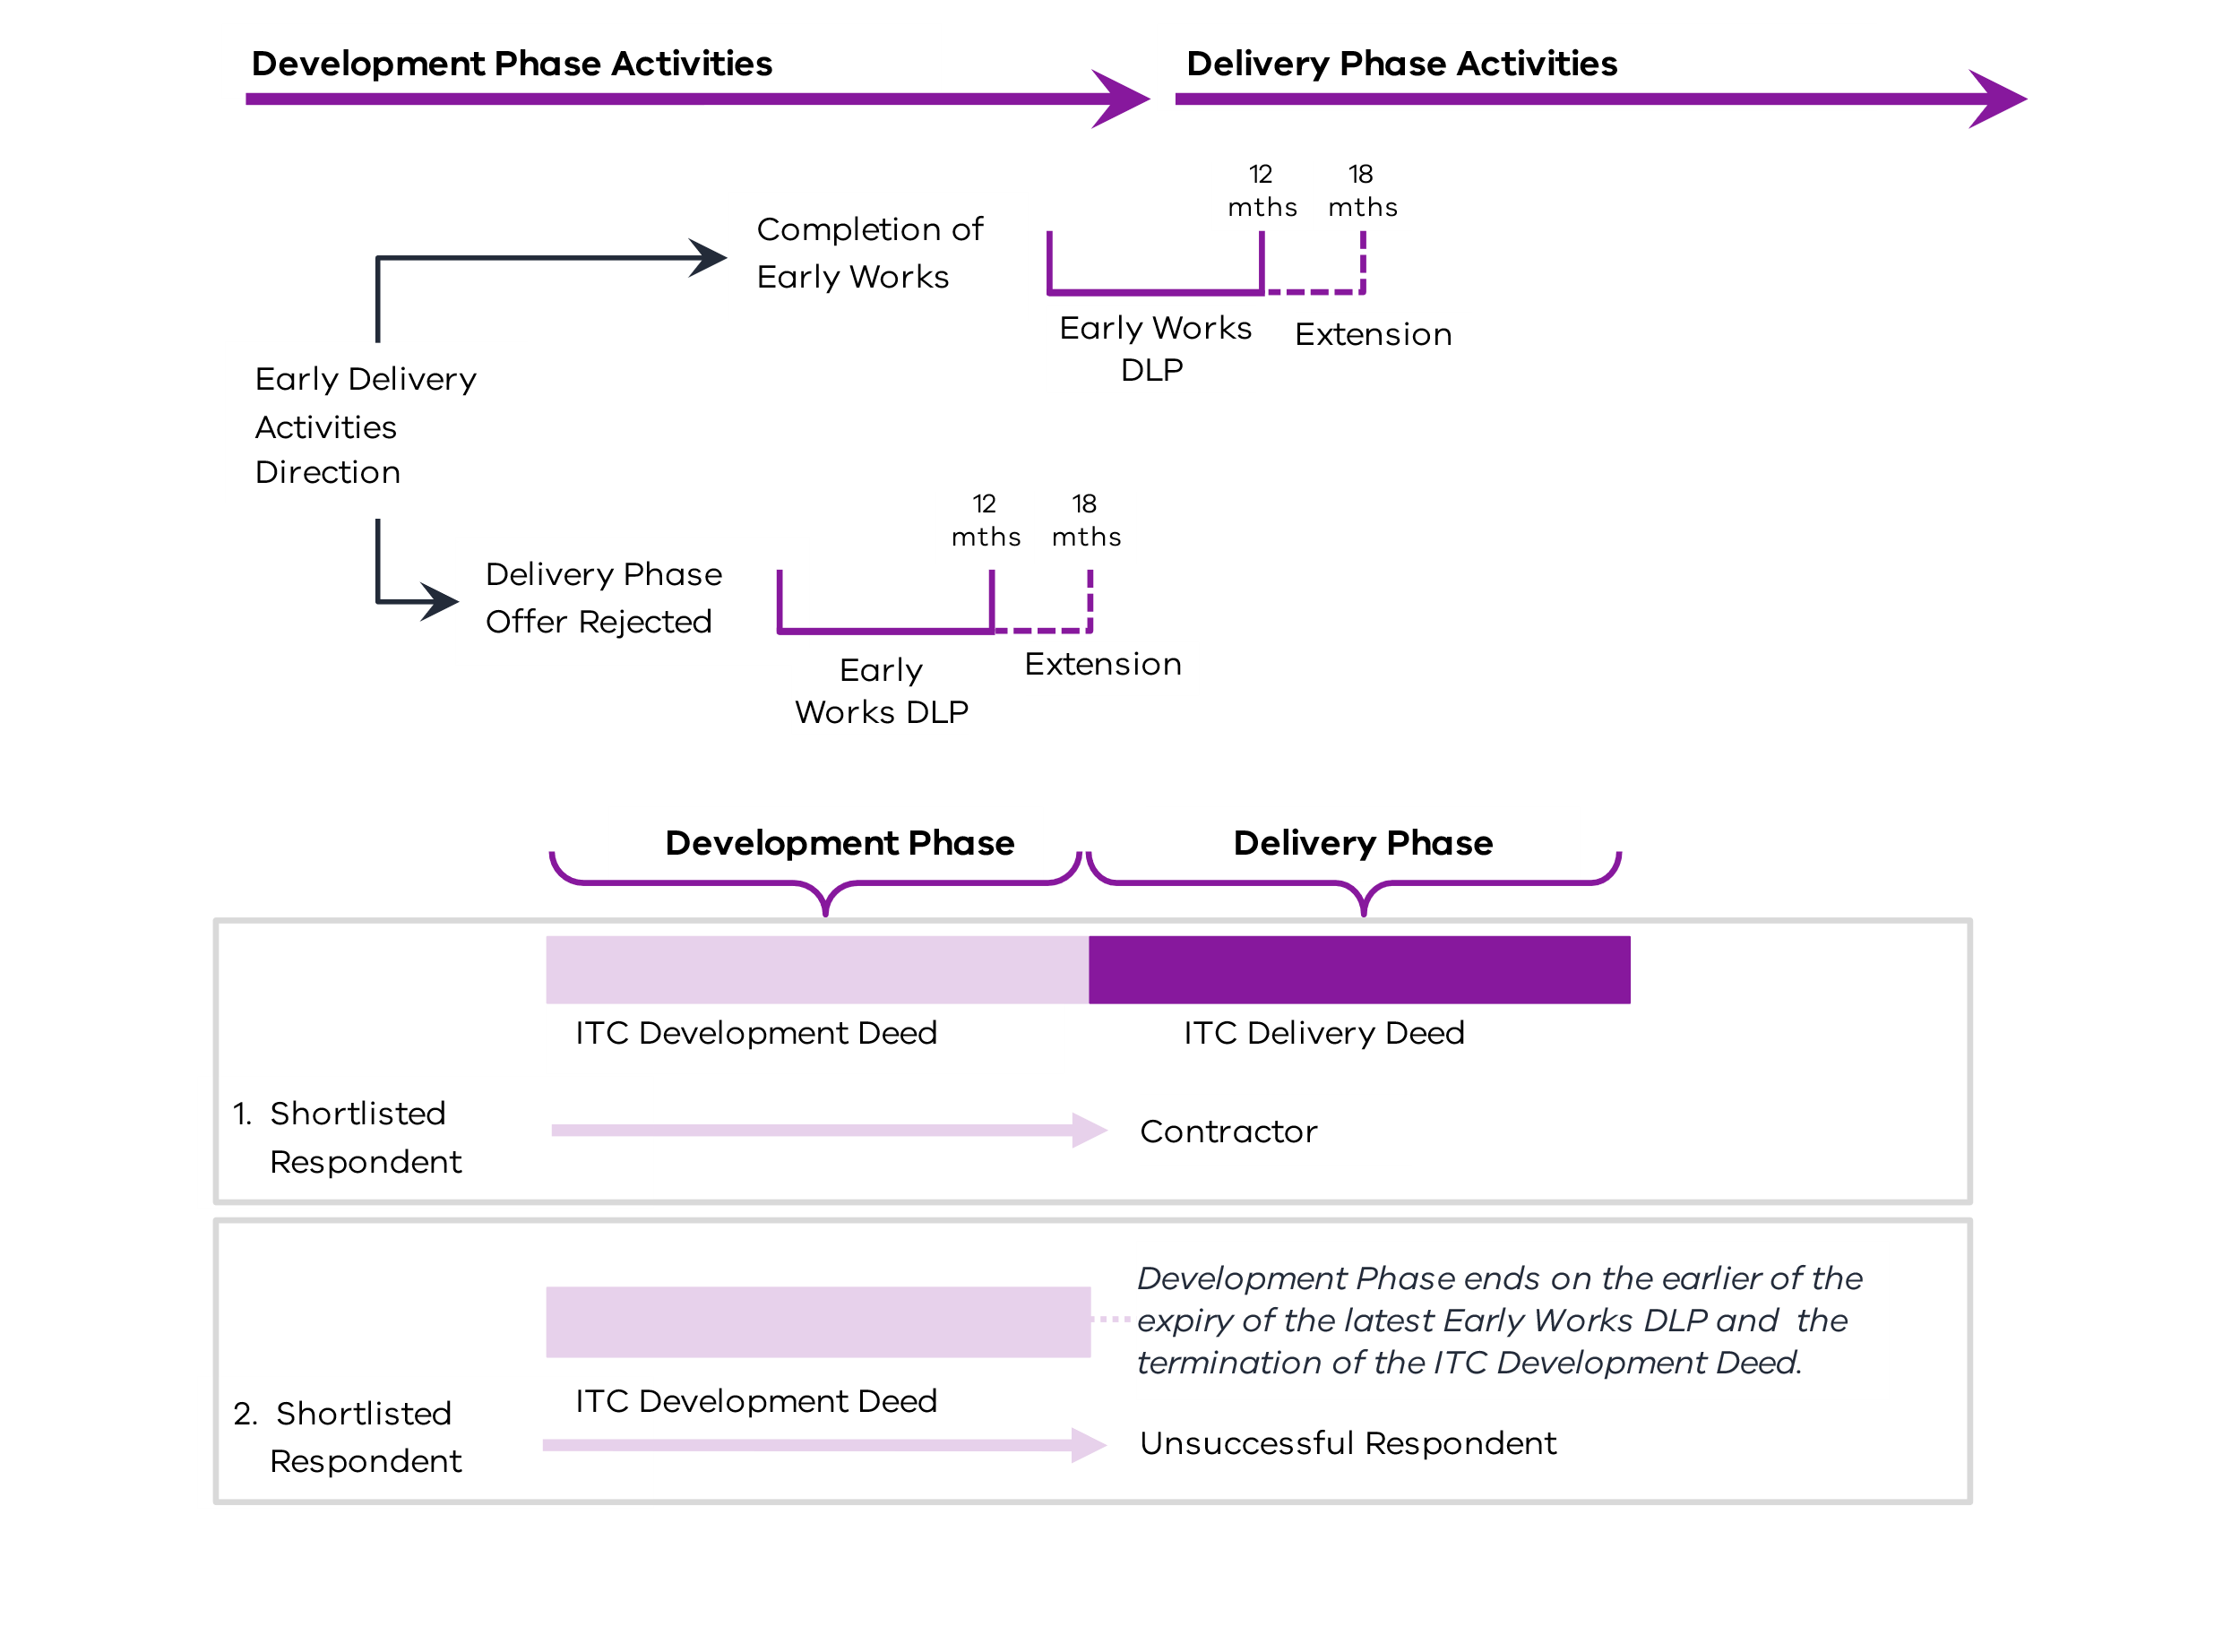 Development Phase Activities
Delivery Phase Activities
12
mths
18
mths
Completion of
Early Works
Early Works
DLP
Extension
Early Delivery
Activities
Direction
12
mths
18
mths
Delivery Phase
Offer Rejected
Early
Works DLP
Extension
Development Phase
Delivery Phase
ITC Development Deed
ITC Delivery Deed
1. Shortlisted
Respondent
Contractor
Development Phase ends on the earlier of the
expiry of the latest Early Works DLP and the
termination of the ITC Development Deed.
ITC Development Deed
2. Shortlisted
Respondent
Unsuccessful Respondent